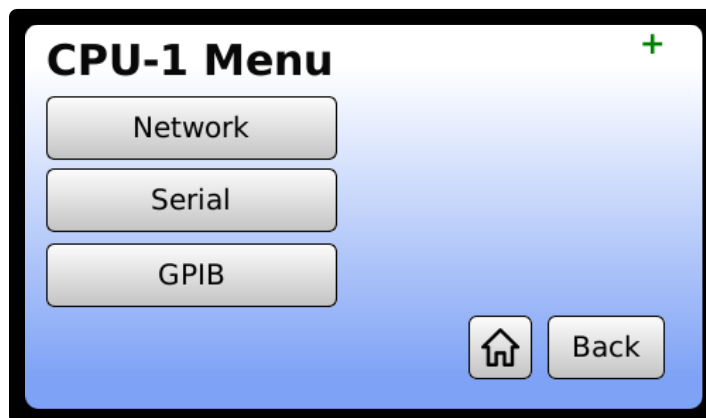 CPU-1 Menu
Network
Serial
GPIB
Back